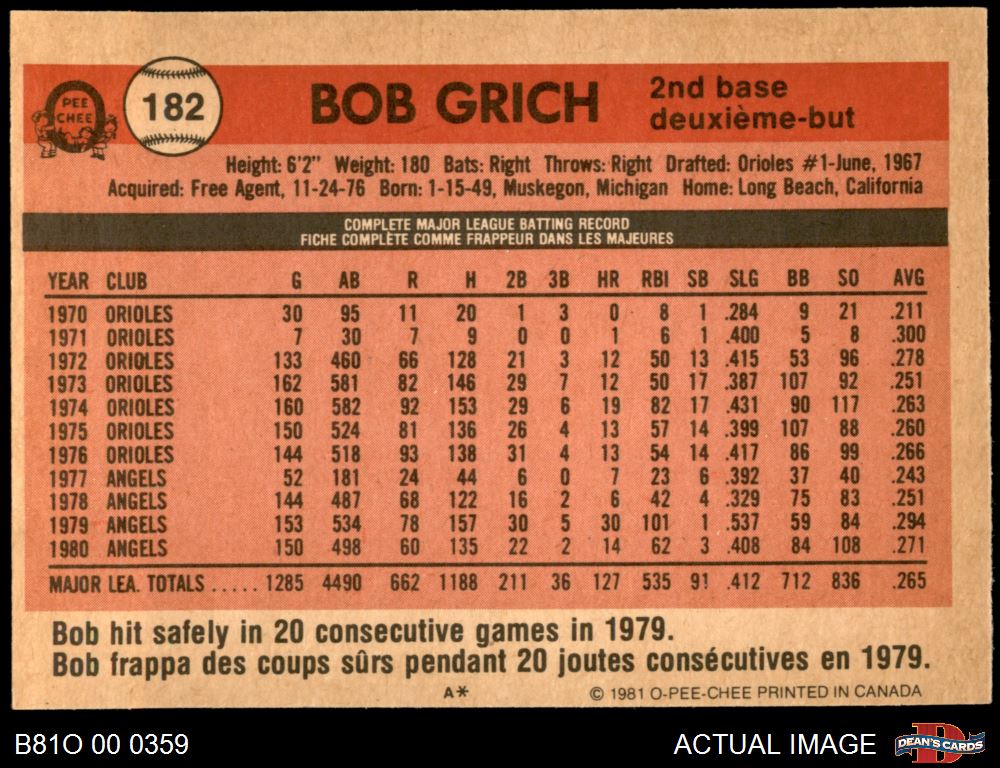 PEE
CHEE
182
BOB GRICH
2nd base
deuxième-but
Height: 6'2" Weight: 180 Bats: Right Throws: Right Drafted: Orioles #1-June, 1967
Acquired: Free Agent, 11-24-76 Born: 1-15-49, Muskegon, Michigan Home: Long Beach, California
COMPLETE MAJOR LEAGUE BATTING RECORD
FICHE COMPLÈTE COMME FRAPPEUR DANS LES MAJEURES
YEAR CLUB G AB R H 2B 3B HR RBI SB SLG BB SO AVG
1970 ORIOLES 30 95 11 20 1 3 0 8 1 .284 9 21 .211
1971 ORIOLES 7 30 7 9 0 0 1 6 1 .400 5 8 .300
1972 ORIOLES 133 460 66 128 21 3 12 50 13 .415 53 96 .278
1973 ORIOLES 162 581 82 146 29 7 12 50 17 .387 107 92 .251
1974 ORIOLES 160 582 92 153 29 6 19 82 17 .431 90 117 .263
1975 ORIOLES 150 524 81 136 26 4 13 57 14 .399 107 88 .260
1976 ORIOLES 144 518 93 138 31 4 13 54 14 .417 86 99 .266
1977 ANGELS 52 181 24 44 6 0 7 23 6 .392 37 40 .243
1978 ANGELS 144 487 68 122 16 2 6 42 4 .329 75 83 .251
1979 ANGELS 153 534 78 157 30 5 30 101 1 .537 59 84 .294
1980 ANGELS 150 498 60 135 22 2 14 62 3 .408 84 108 .271
MAJOR LEA. TOTALS ..... 1285 4490 662 1188 211 36 127 535 91 .412 712 836 .265
Bob hit safely in 20 consecutive games in 1979.
Bob frappa des coups sûrs pendant 20 joutes consécutives en 1979.
A* © 1981 O-PEE-CHEE PRINTED IN CANADA
B81O 00 0359
ACTUAL IMAGE
D
DEAN'S CARDS